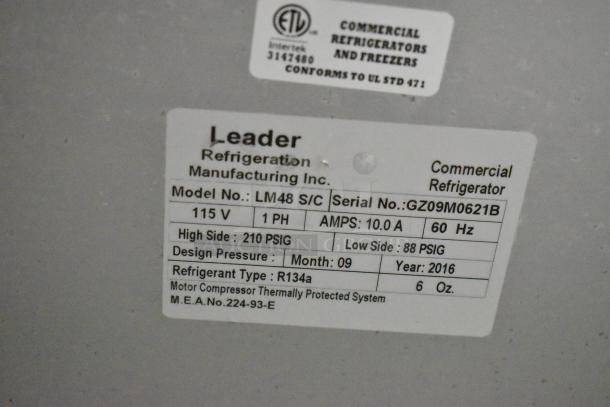 ETL
Intertek
3147480
COMMERCIAL
REFRIGERATORS
AND FREEZERS
CONFORMS TO UL STD 471
Leader
Refrigeration
Manufacturing Inc.
Commercial
Refrigerator
Model No.: LM48 S/C Serial No.:GZ09M0621B
115 V 1 PH AMPS: 10.0 A 60 Hz
High Side : 210 PSIG Low Side : 88 PSIG
Design Pressure : Month: 09 Year: 2016
Refrigerant Type : R134a 6 Oz.
Motor Compressor Thermally Protected System
M.E.A.No.224-93-E